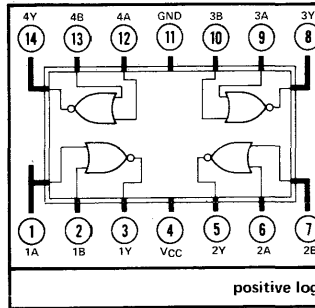 4Y 4B 4A GND 3B 3A 3Y
14 13 12 11 10 9 8
1 2 3 4 5 6 7
1A 1B 1Y VCC 2Y 2A 2B
positive log